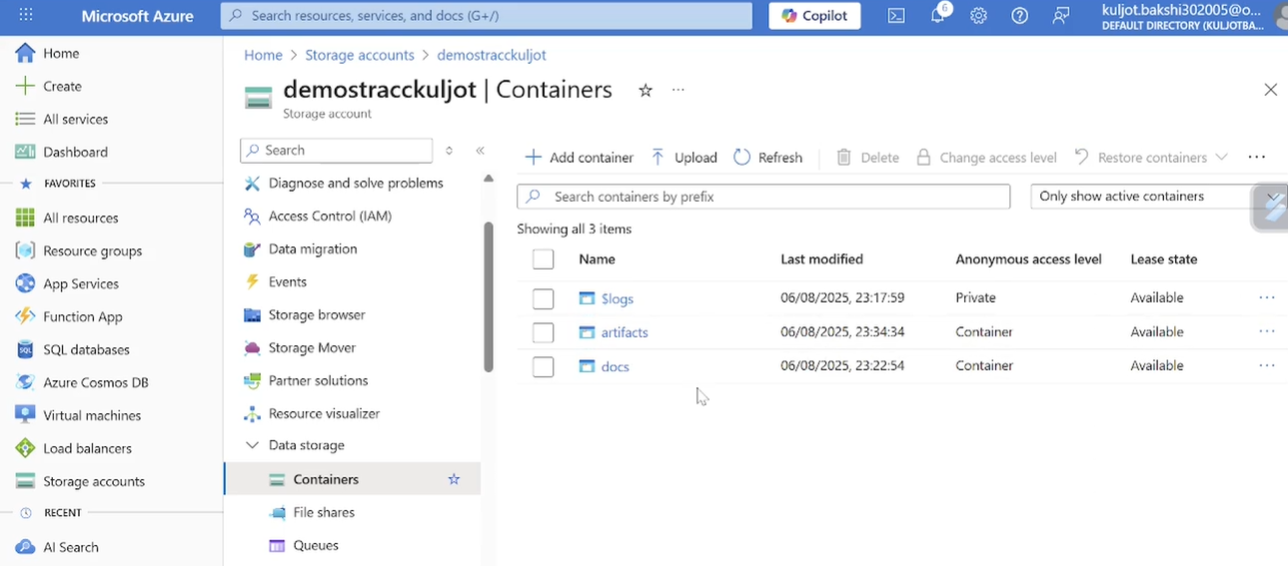 Microsoft Azure
Search resources, services, and docs (G+/)
Copilot
6
kuljot.bakshi302005@o...
DEFAULT DIRECTORY (KULJOTBA...
Home
Create
All services
Dashboard
FAVORITES
All resources
Resource groups
App Services
Function App
SQL databases
Azure Cosmos DB
Virtual machines
Load balancers
Storage accounts
RECENT
AI Search
Home > Storage accounts > demostracckuljot
demostracckuljot | Containers
Storage account
Search
Diagnose and solve problems
Access Control (IAM)
Data migration
Events
Storage browser
Storage Mover
Partner solutions
Resource visualizer
Data storage
Containers
File shares
Queues
Add container Upload Refresh Delete Change access level Restore containers
Search containers by prefix
Only show active containers
Showing all 3 items
Name Last modified Anonymous access level Lease state
$logs 06/08/2025, 23:17:59 Private Available
artifacts 06/08/2025, 23:34:34 Container Available
docs 06/08/2025, 23:22:54 Container Available